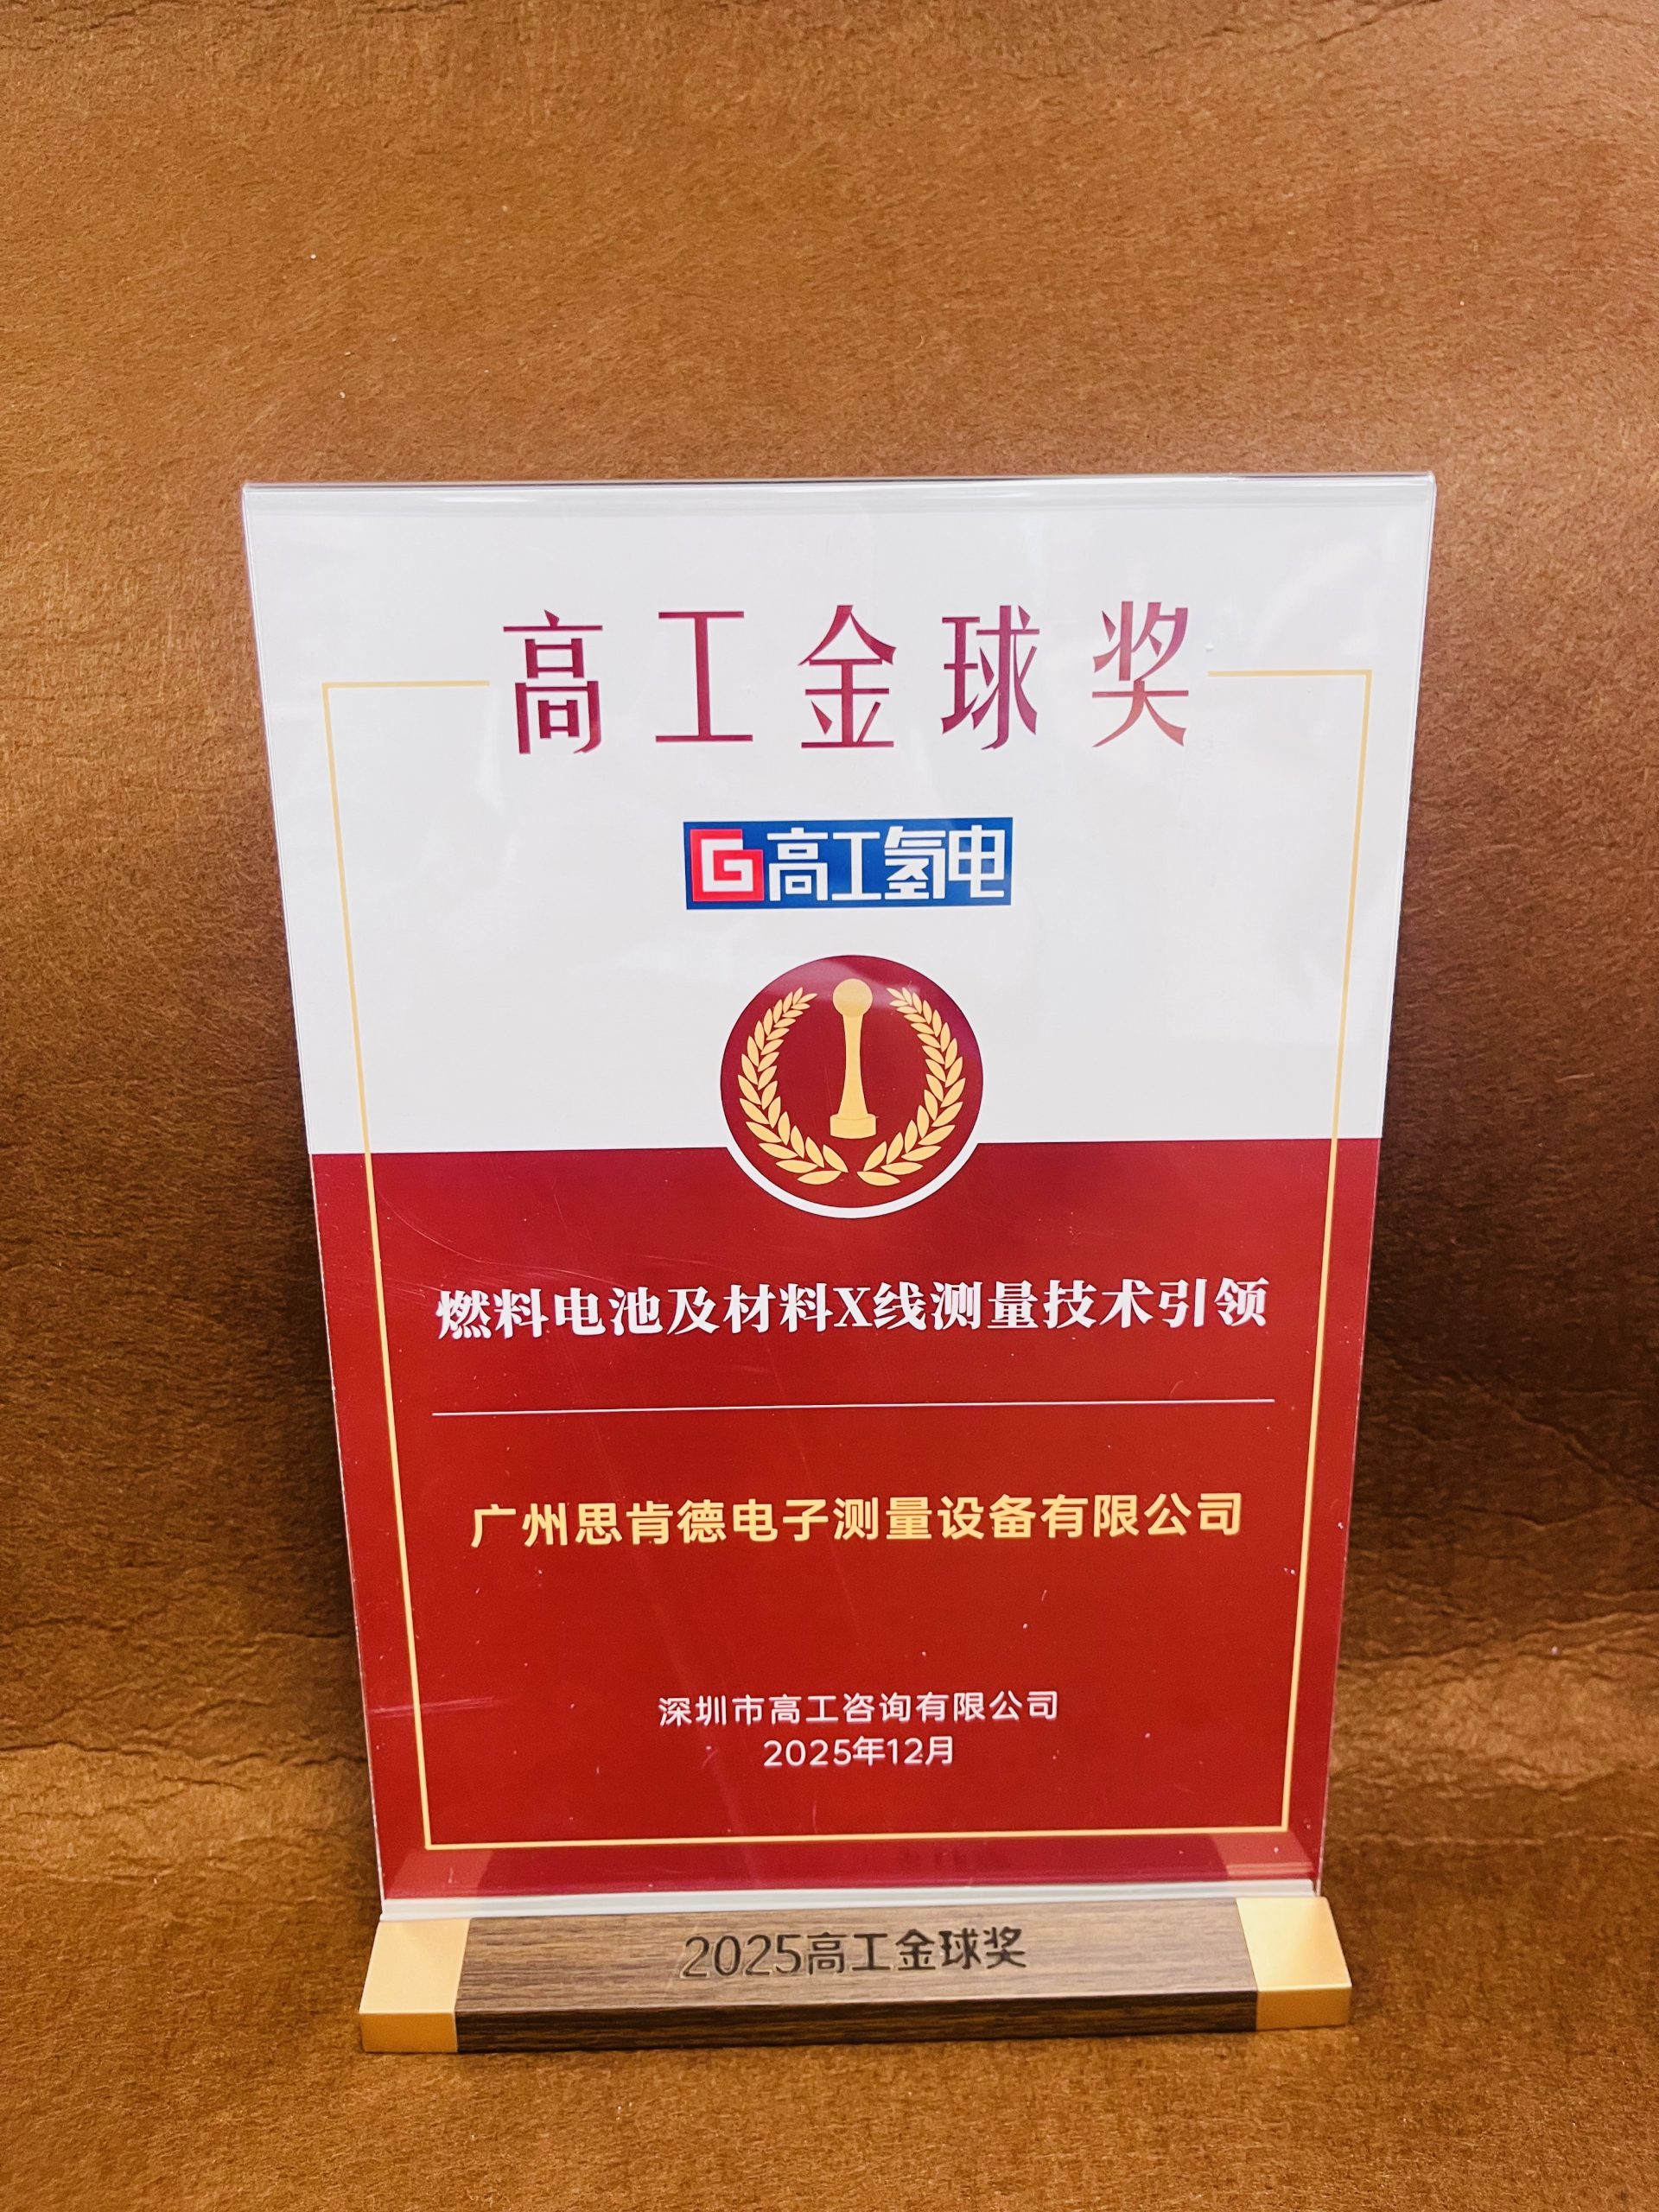 高工金球奖
高工氢电
燃料电池及材料X线测量技术引领
广州思肯德电子测量设备有限公司
深圳市高工咨询有限公司
2025年12月
2025高工金球奖